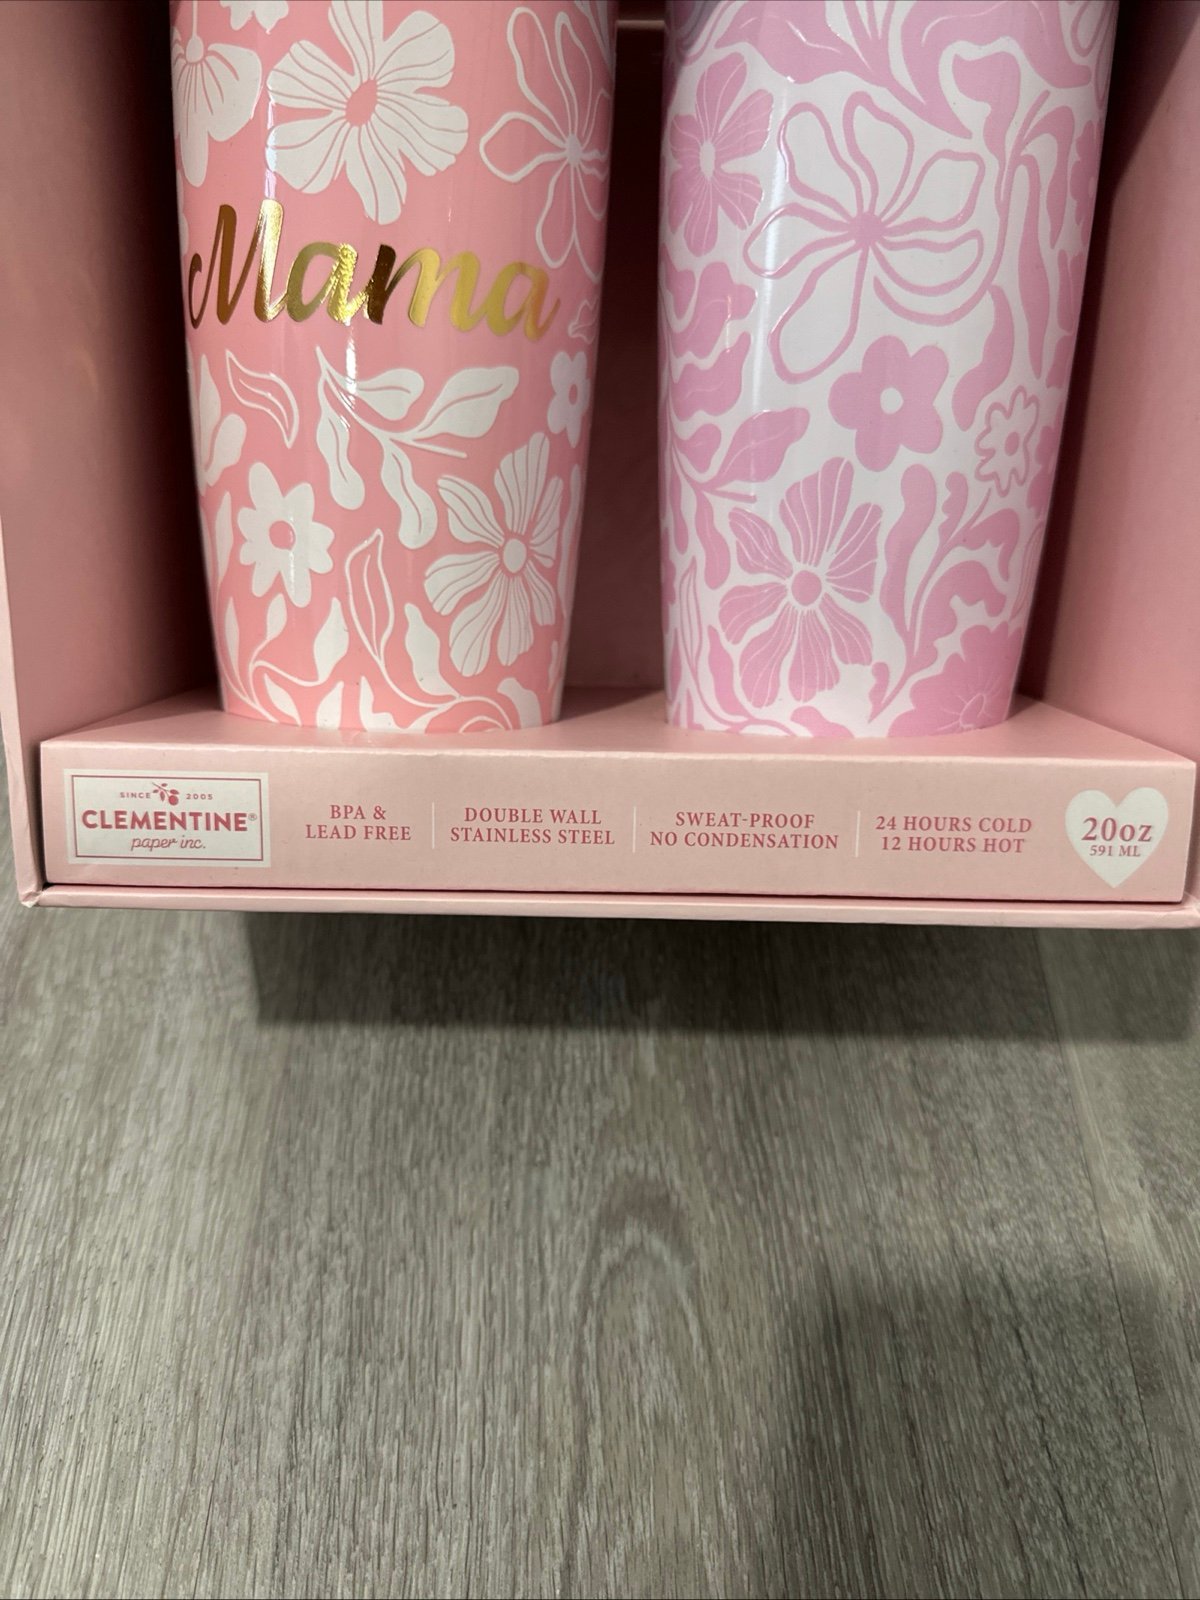 Mama
SINCE 2005
CLEMENTINE®
paper inc.
BPA &
LEAD FREE
DOUBLE WALL
STAINLESS STEEL
SWEAT-PROOF
NO CONDENSATION
24 HOURS COLD
12 HOURS HOT
20oz
591 ML